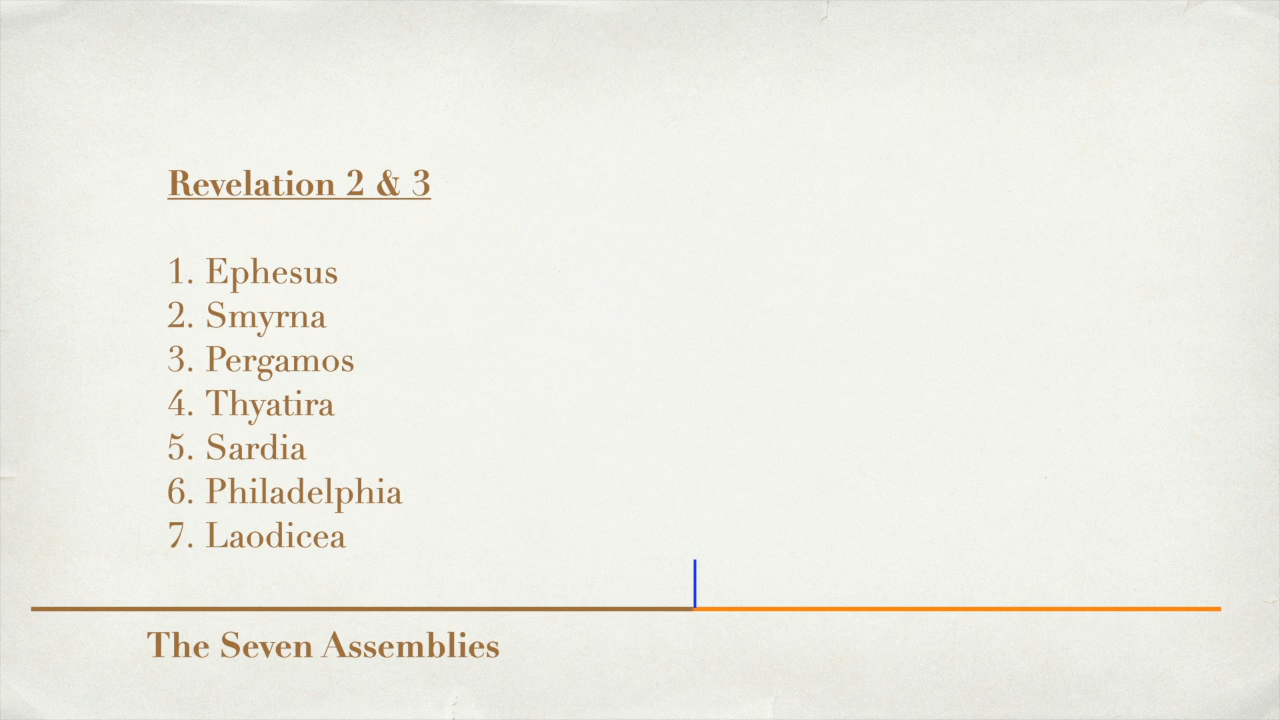 Revelation 2 & 3
1. Ephesus
2. Smyrna
3. Pergamos
4. Thyatira
5. Sardia
6. Philadelphia
7. Laodicea
The Seven Assemblies